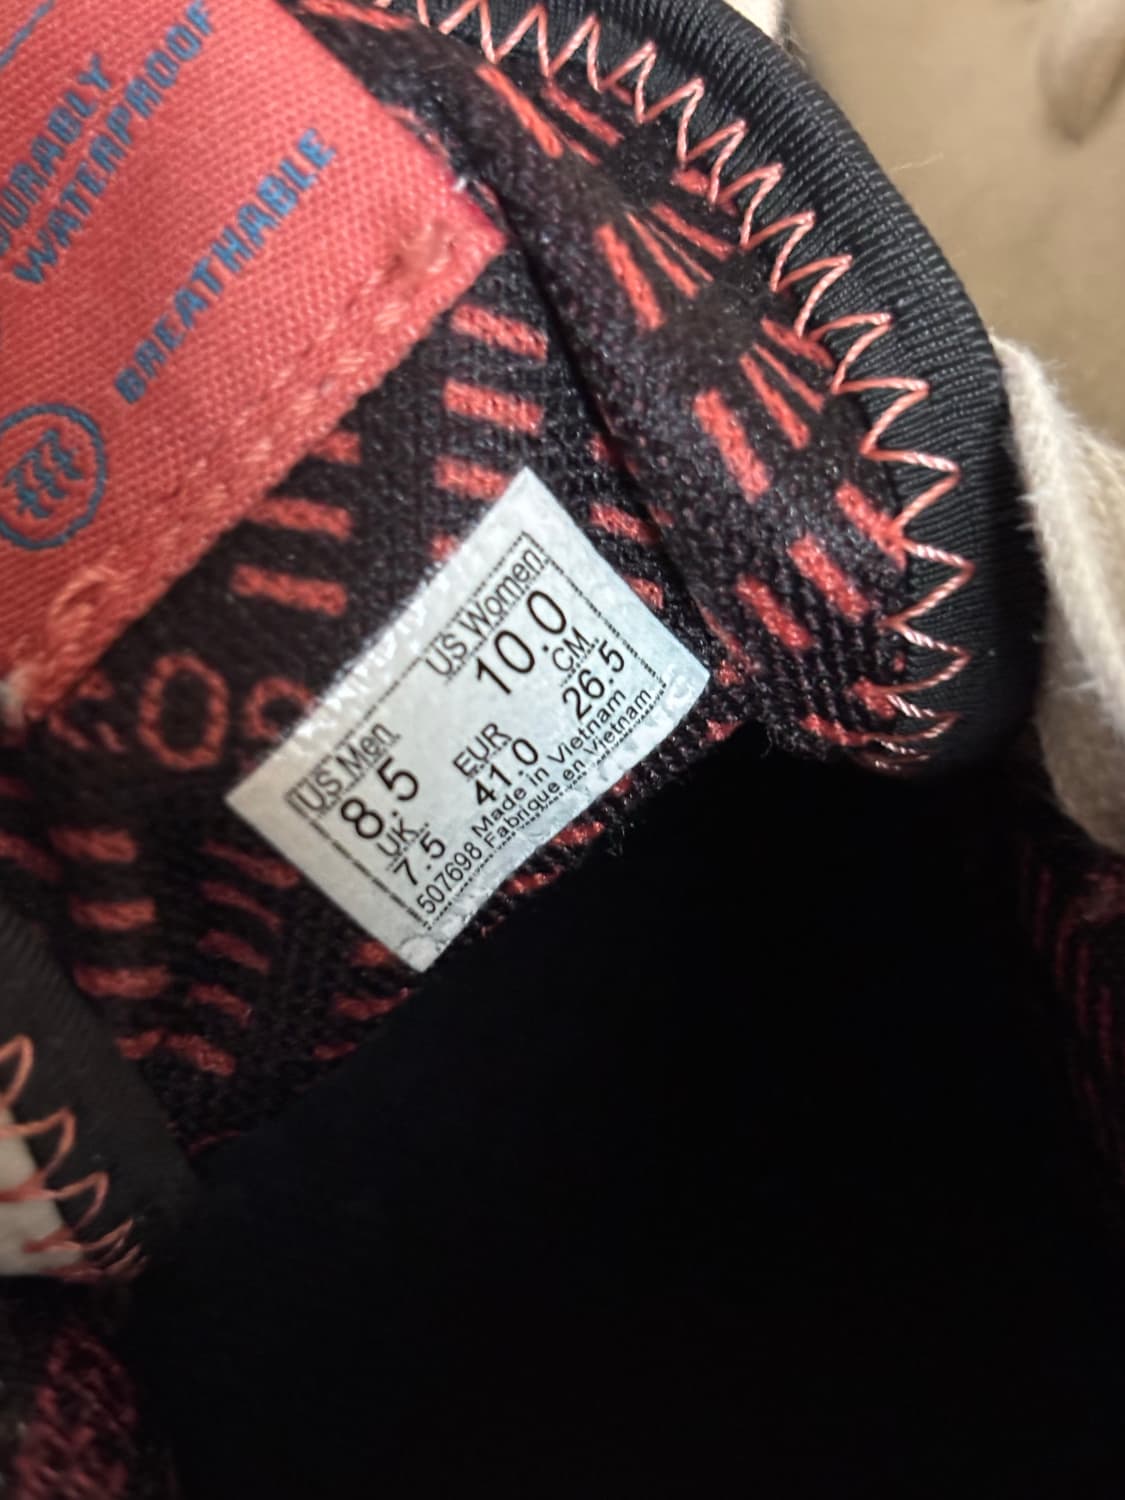 DURABLY
WATERPROOF
BREATHABLE
US Men.
US Women.
8.5
10.0
UK.
EUR
CM.
7.5
41.0
26.5
507698 Made in Vietnam
Fabrique en Vietnam